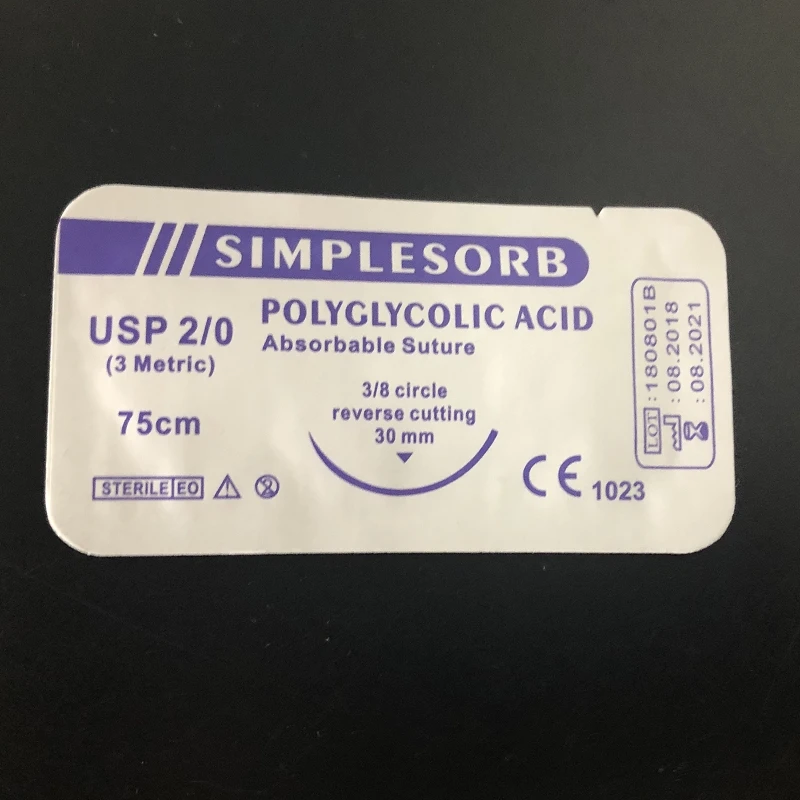 SIMPLESORB
USP 2/0
(3 Metric)
75cm
POLYGLYCOLIC ACID
Absorbable Suture
3/8 circle
reverse cutting
30 mm
STERILE EO
CE 1023
LOT : 180801B
: 08.2018
: 08.2021